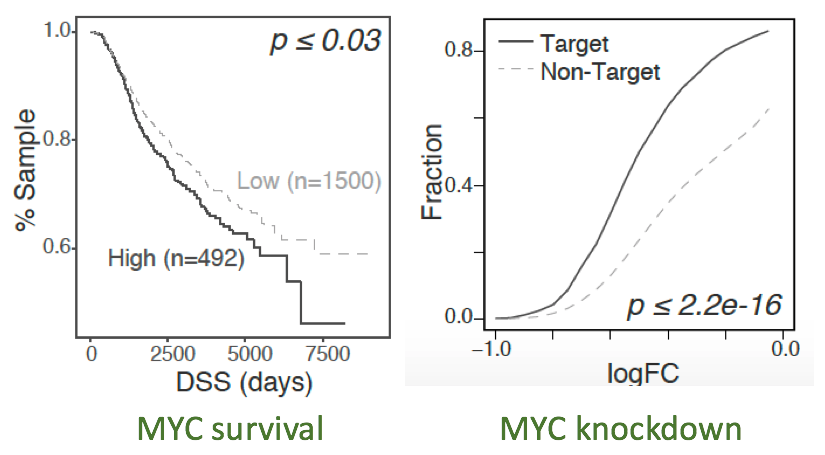 1.0
0.8
0.6
% Sample
p ≤ 0.03
Low (n=1500)
High (n=492)
0 2500 5000 7500
DSS (days)
MYC survival
0.8
0.4
0.0
Fraction
Target
Non-Target
p ≤ 2.2e-16
−1.0 0.0
logFC
MYC knockdown